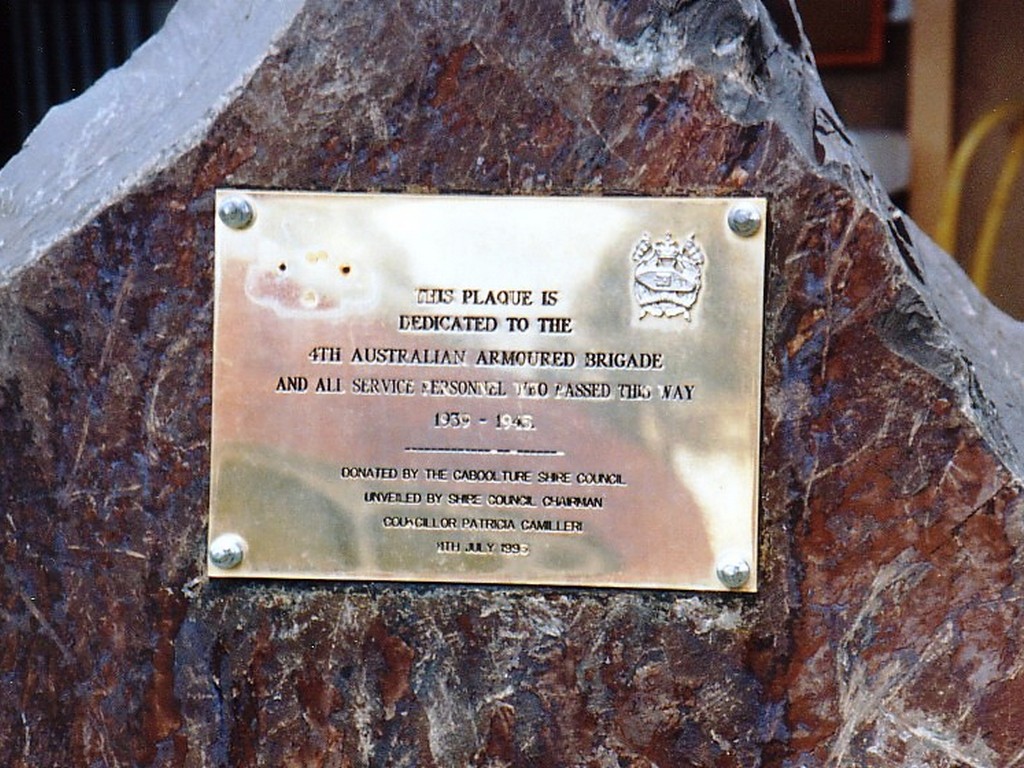 THIS PLAQUE IS
DEDICATED TO THE
4TH AUSTRALIAN ARMOURED BRIGADE
AND ALL SERVICE PERSONNEL WHO PASSED THIS WAY
1939 - 1945.
DONATED BY THE CABOOLTURE SHIRE COUNCIL
UNVEILED BY SHIRE COUNCIL CHAIRMAN
COUNCILLOR PATRICIA CAMILLERI
JULY